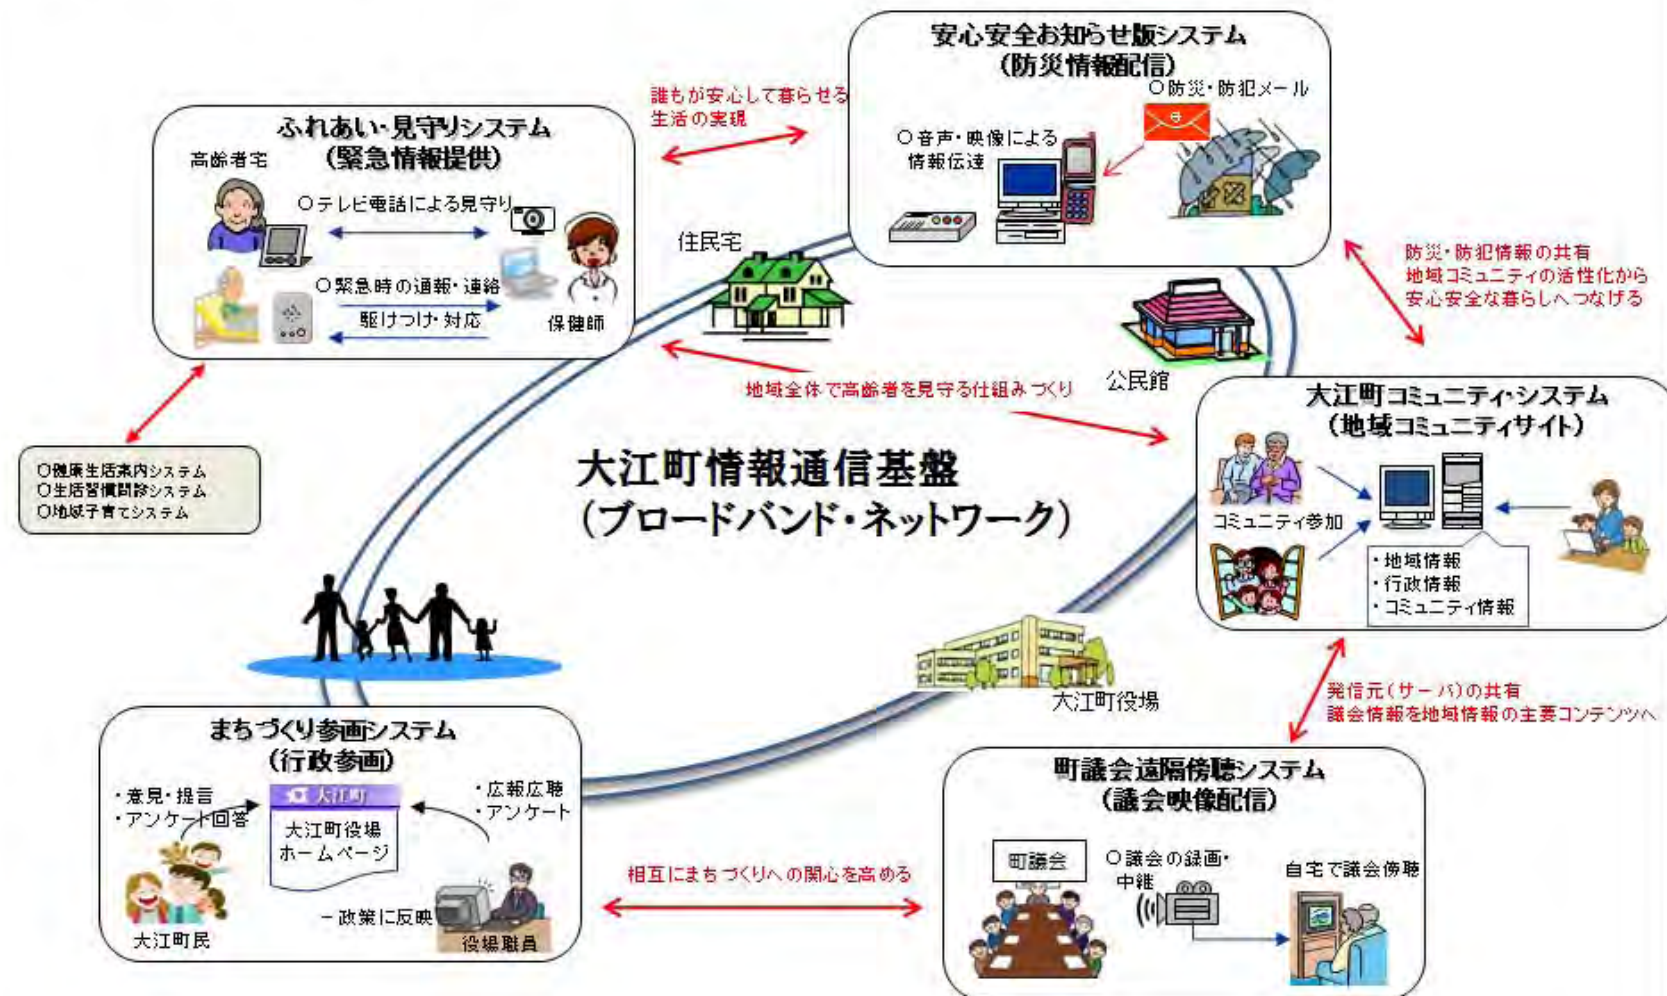 安心安全お知らせ版システム
(防災情報配信)
○防災・防犯メール
○音声・映像による
情報伝達
誰もが安心して暮らせる
生活の実現
ふれあい・見守りシステム
(緊急情報提供)
高齢者宅
○テレビ電話による見守り
○緊急時の通報・連絡
駆けつけ・対応
保健師
住民宅
公民館
防災・防犯情報の共有
地域コミュニティの活性化から
安心安全な暮らしへつなげる
地域全体で高齢者を見守る仕組みづくり
○健康生活案内システム
○生活習慣問診システム
○地域子育てシステム
大江町情報通信基盤
(ブロードバンド・ネットワーク)
大江町コミュニティ・システム
(地域コミュニティサイト)
コミュニティ参加
・地域情報
・行政情報
・コミュニティ情報
大江町役場
発信元(サーバ)の共有
議会情報を地域情報の主要コンテンツへ
まちづくり参画システム
(行政参画)
・意見・提言
・アンケート回答
大江町
大江町役場
ホームページ
・広報広聴
・アンケート
－政策に反映
大江町民
役場職員
相互にまちづくりへの関心を高める
町議会遠隔傍聴システム
(議会映像配信)
町議会
○議会の録画・
中継
自宅で議会傍聴